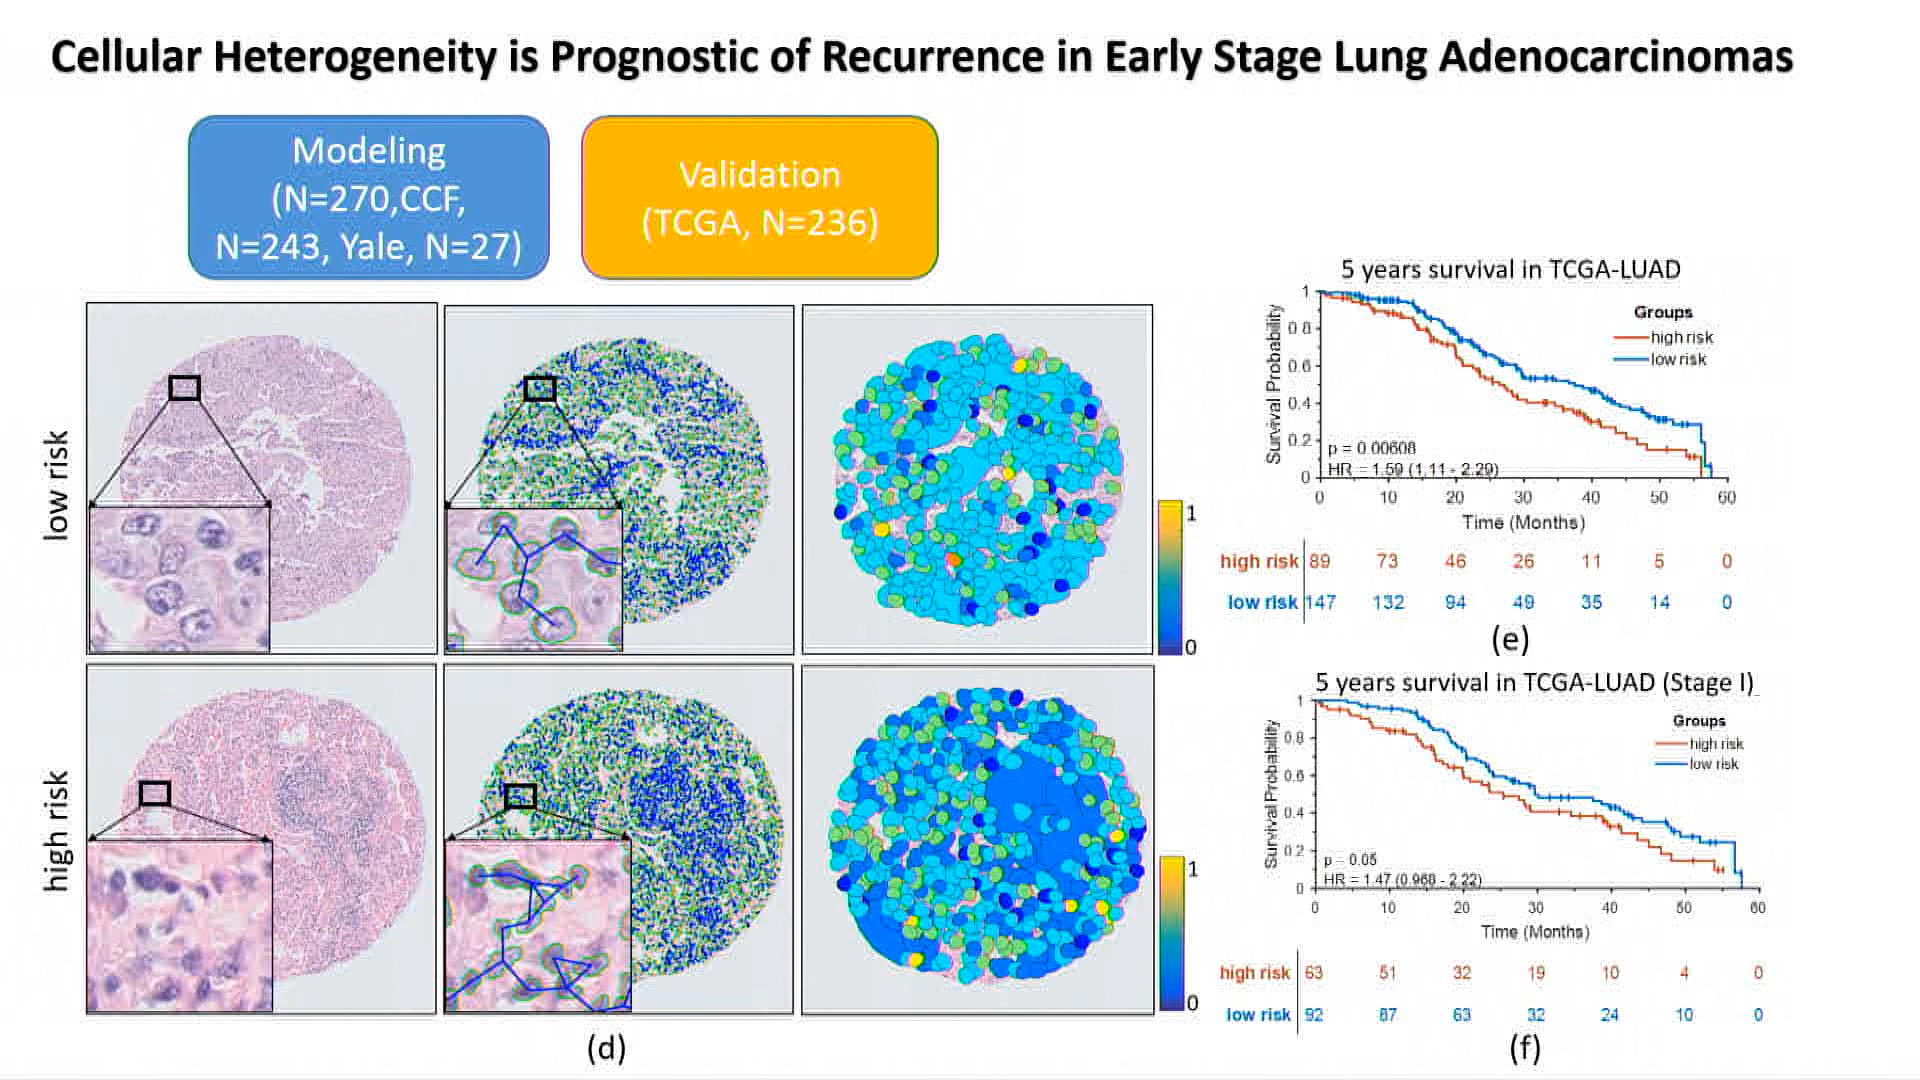 Cellular Heterogeneity is Prognostic of Recurrence in Early Stage Lung Adenocarcinomas
Modeling
(N=270,CCF,
N=243, Yale, N=27)
Validation
(TCGA, N=236)
low risk
high risk
1
0
1
0
(d)
5 years survival in TCGA-LUAD
Survival Probability
1
0.8
0.6
0.4
0.2
0
Groups
high risk
low risk
p = 0.00608
HR = 1.59 (1.11 - 2.29)
0 10 20 30 40 50 60
Time (Months)
high risk 89 73 46 26 11 5 0
low risk 147 132 94 49 35 14 0
(e)
5 years survival in TCGA-LUAD (Stage I)
Survival Probability
1
0.8
0.6
0.4
0.2
0
Groups
high risk
low risk
p = 0.05
HR = 1.47 (0.968 - 2.22)
0 10 20 30 40 50 60
Time (Months)
high risk 63 51 32 19 10 4 0
low risk 92 87 63 32 24 10 0
(f)